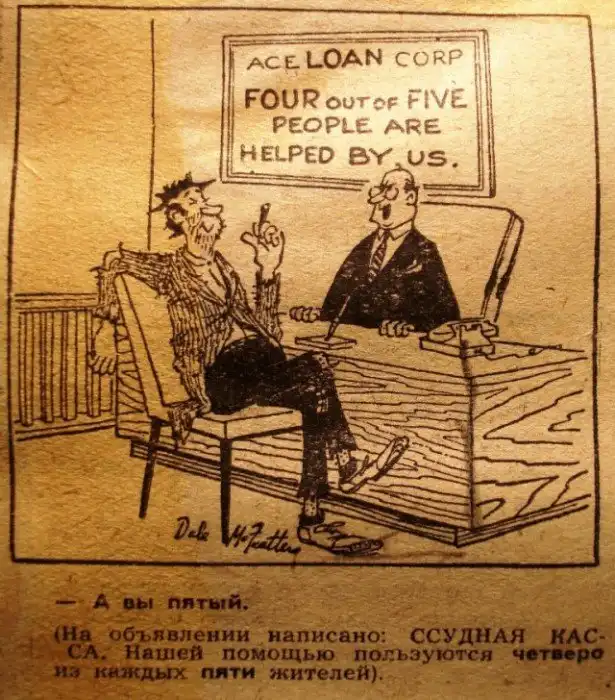 ACE LOAN CORP
FOUR OUT OF FIVE
PEOPLE ARE
HELPED BY US.
Dale McFeatters
— А вы пятый.
(На объявлении написано: ССУДНАЯ КАС-
СА. Нашей помощью пользуются четверо
из каждых пяти жителей).